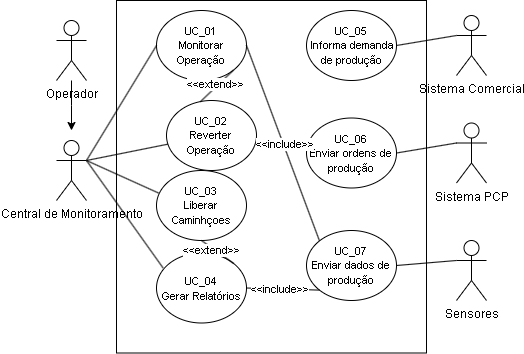 UC_01
Monitorar
Operação
UC_05
Informa demanda
de produção
<<extend>>
Operador
Sistema Comercial
UC_02
Reverter
Operação
<<include>>
UC_06
Enviar ordens de
produção
Central de Monitoramento
UC_03
Liberar
Caminhçoes
Sistema PCP
<<extend>>
UC_07
Enviar dados de
produção
UC_04
Gerar Relatórios
<<include>>
Sensores